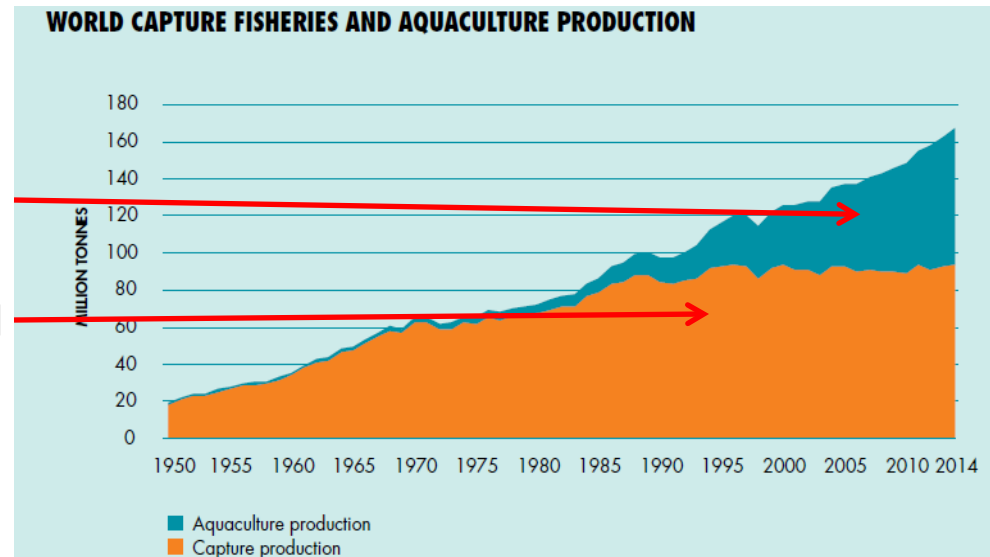 WORLD CAPTURE FISHERIES AND AQUACULTURE PRODUCTION
180
160
140
120
100
80
60
40
20
0
MILLION TONNES
1950 1955 1960 1965 1970 1975 1980 1985 1990 1995 2000 2005 2010 2014
Aquaculture production
Capture production